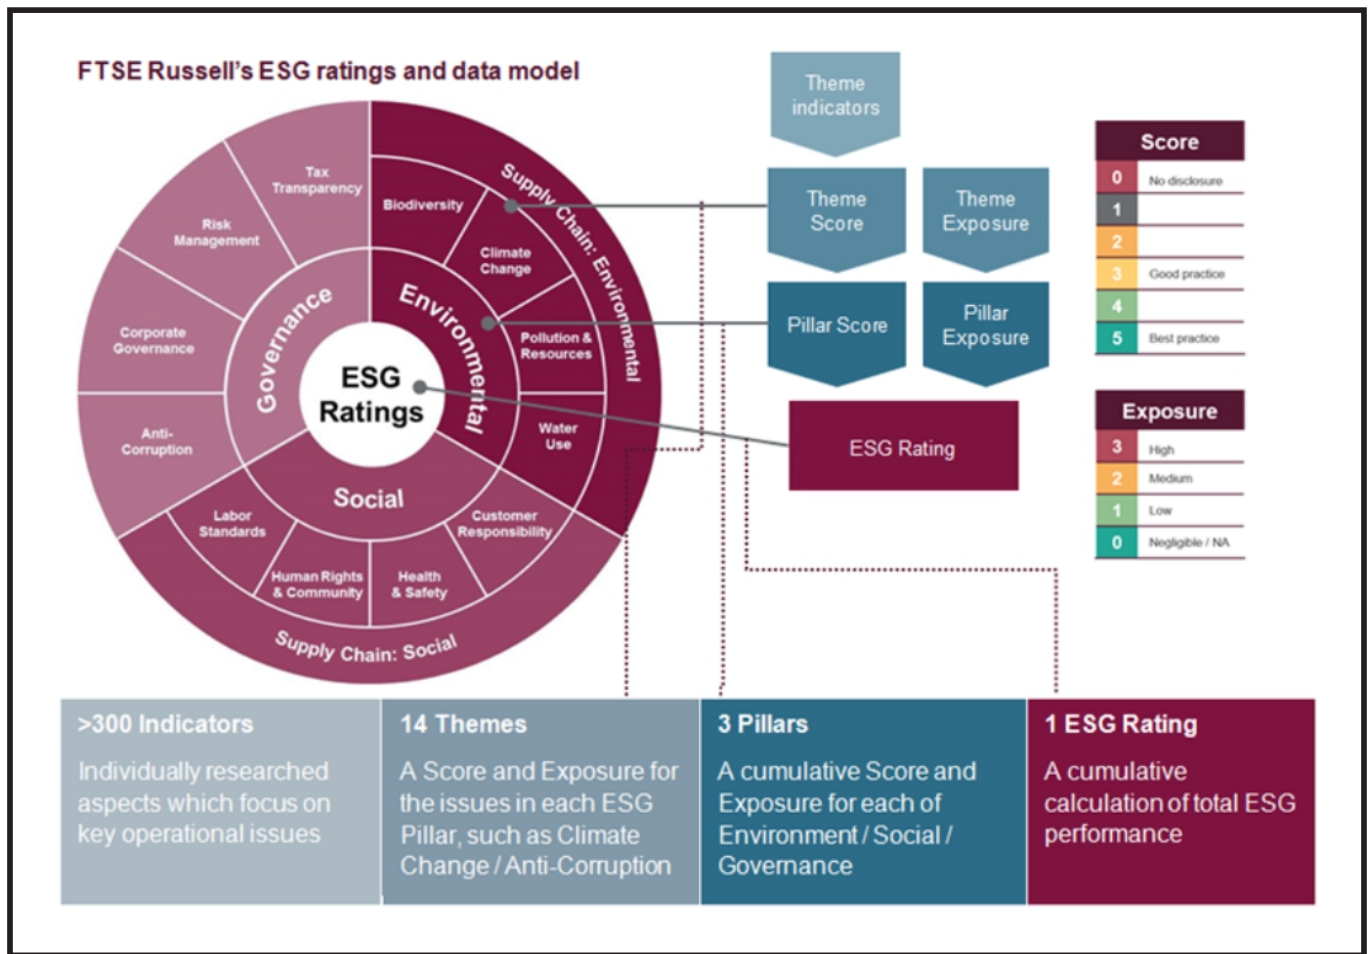 FTSE Russell's ESG ratings and data model
Tax
Transparency
Risk
Management
Corporate
Governance
Anti-
Corruption
Governance
Biodiversity
Climate
Change
Pollution &
Resources
Water
Use
Environmental
Supply Chain: Environmental
ESG
Ratings
Social
Labor
Standards
Human Rights
& Community
Health
& Safety
Customer
Responsibility
Supply Chain: Social
Theme
indicators
Theme
Score
Theme
Exposure
Pillar Score
Pillar
Exposure
ESG Rating
Score
0 No disclosure
1
2
3 Good practice
4
5 Best practice
Exposure
3 High
2 Medium
1 Low
0 Negligible / NA
>300 Indicators
Individually researched
aspects which focus on
key operational issues
14 Themes
A Score and Exposure for
the issues in each ESG
Pillar, such as Climate
Change / Anti-Corruption
3 Pillars
A cumulative Score and
Exposure for each of
Environment / Social /
Governance
1 ESG Rating
A cumulative
calculation of total ESG
performance